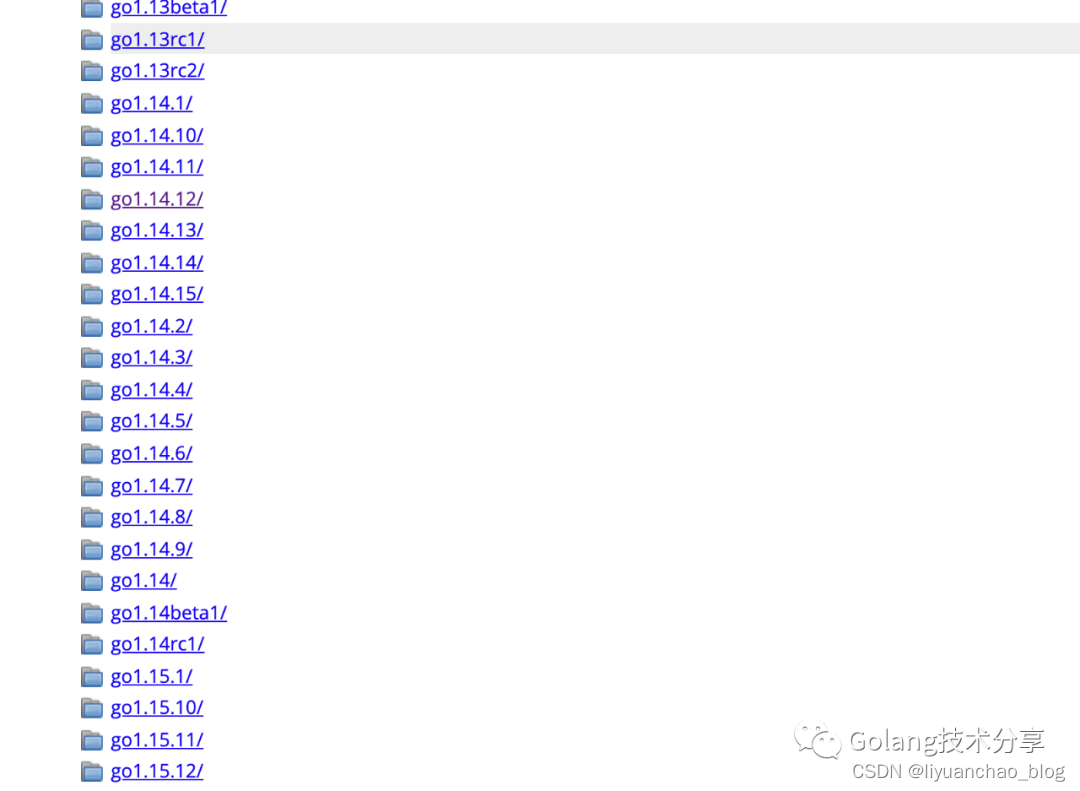 go1.13beta1/
go1.13rc1/
go1.13rc2/
go1.14.1/
go1.14.10/
go1.14.11/
go1.14.12/
go1.14.13/
go1.14.14/
go1.14.15/
go1.14.2/
go1.14.3/
go1.14.4/
go1.14.5/
go1.14.6/
go1.14.7/
go1.14.8/
go1.14.9/
go1.14/
go1.14beta1/
go1.14rc1/
go1.15.1/
go1.15.10/
go1.15.11/
go1.15.12/
Golang技术分享
CSDN @liyuanchao_blog